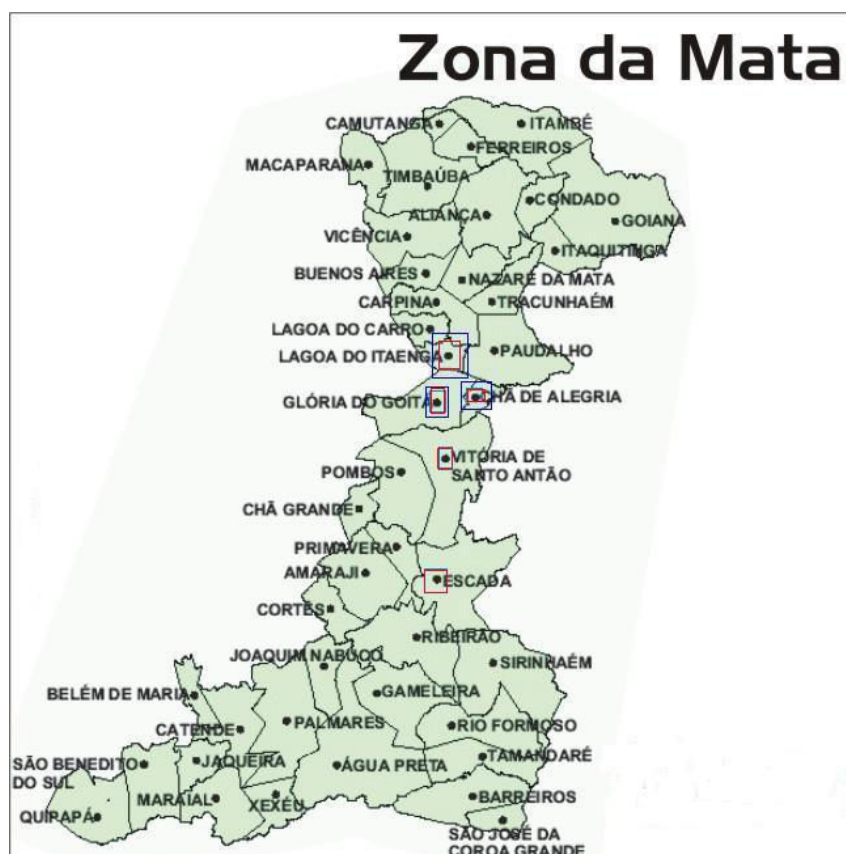 Zona da Mata
CAMUTANGA
ITAMBÉ
FERREIROS
MACAPARANA
TIMBAÚBA
CONDADO
ALIANÇA
GOIANA
VICÊNCIA
ITAQUITINGA
BUENOS AIRES
NAZARÉ DA MATA
CARPINA
TRACUNHAÉM
LAGOA DO CARRO
LAGOA DO ITAENGA
PAUDALHO
GLÓRIA DO GOITÁ
CHÃ DE ALEGRIA
VITÓRIA DE
SANTO ANTÃO
POMBOS
CHÃ GRANDE
PRIMAVERA
AMARAJI
ESCADA
CORTÊS
RIBEIRÃO
JOAQUIM NABUCO
SIRINHAÉM
BELÉM DE MARIA
GAMELEIRA
CATENDE
PALMARES
RIO FORMOSO
SÃO BENEDITO
DO SUL
JAQUEIRA
ÁGUA PRETA
TAMANDARÉ
MARAIAL
XEXÉU
BARREIROS
QUIPAPÁ
SÃO JOSÉ DA
COROA GRANDE